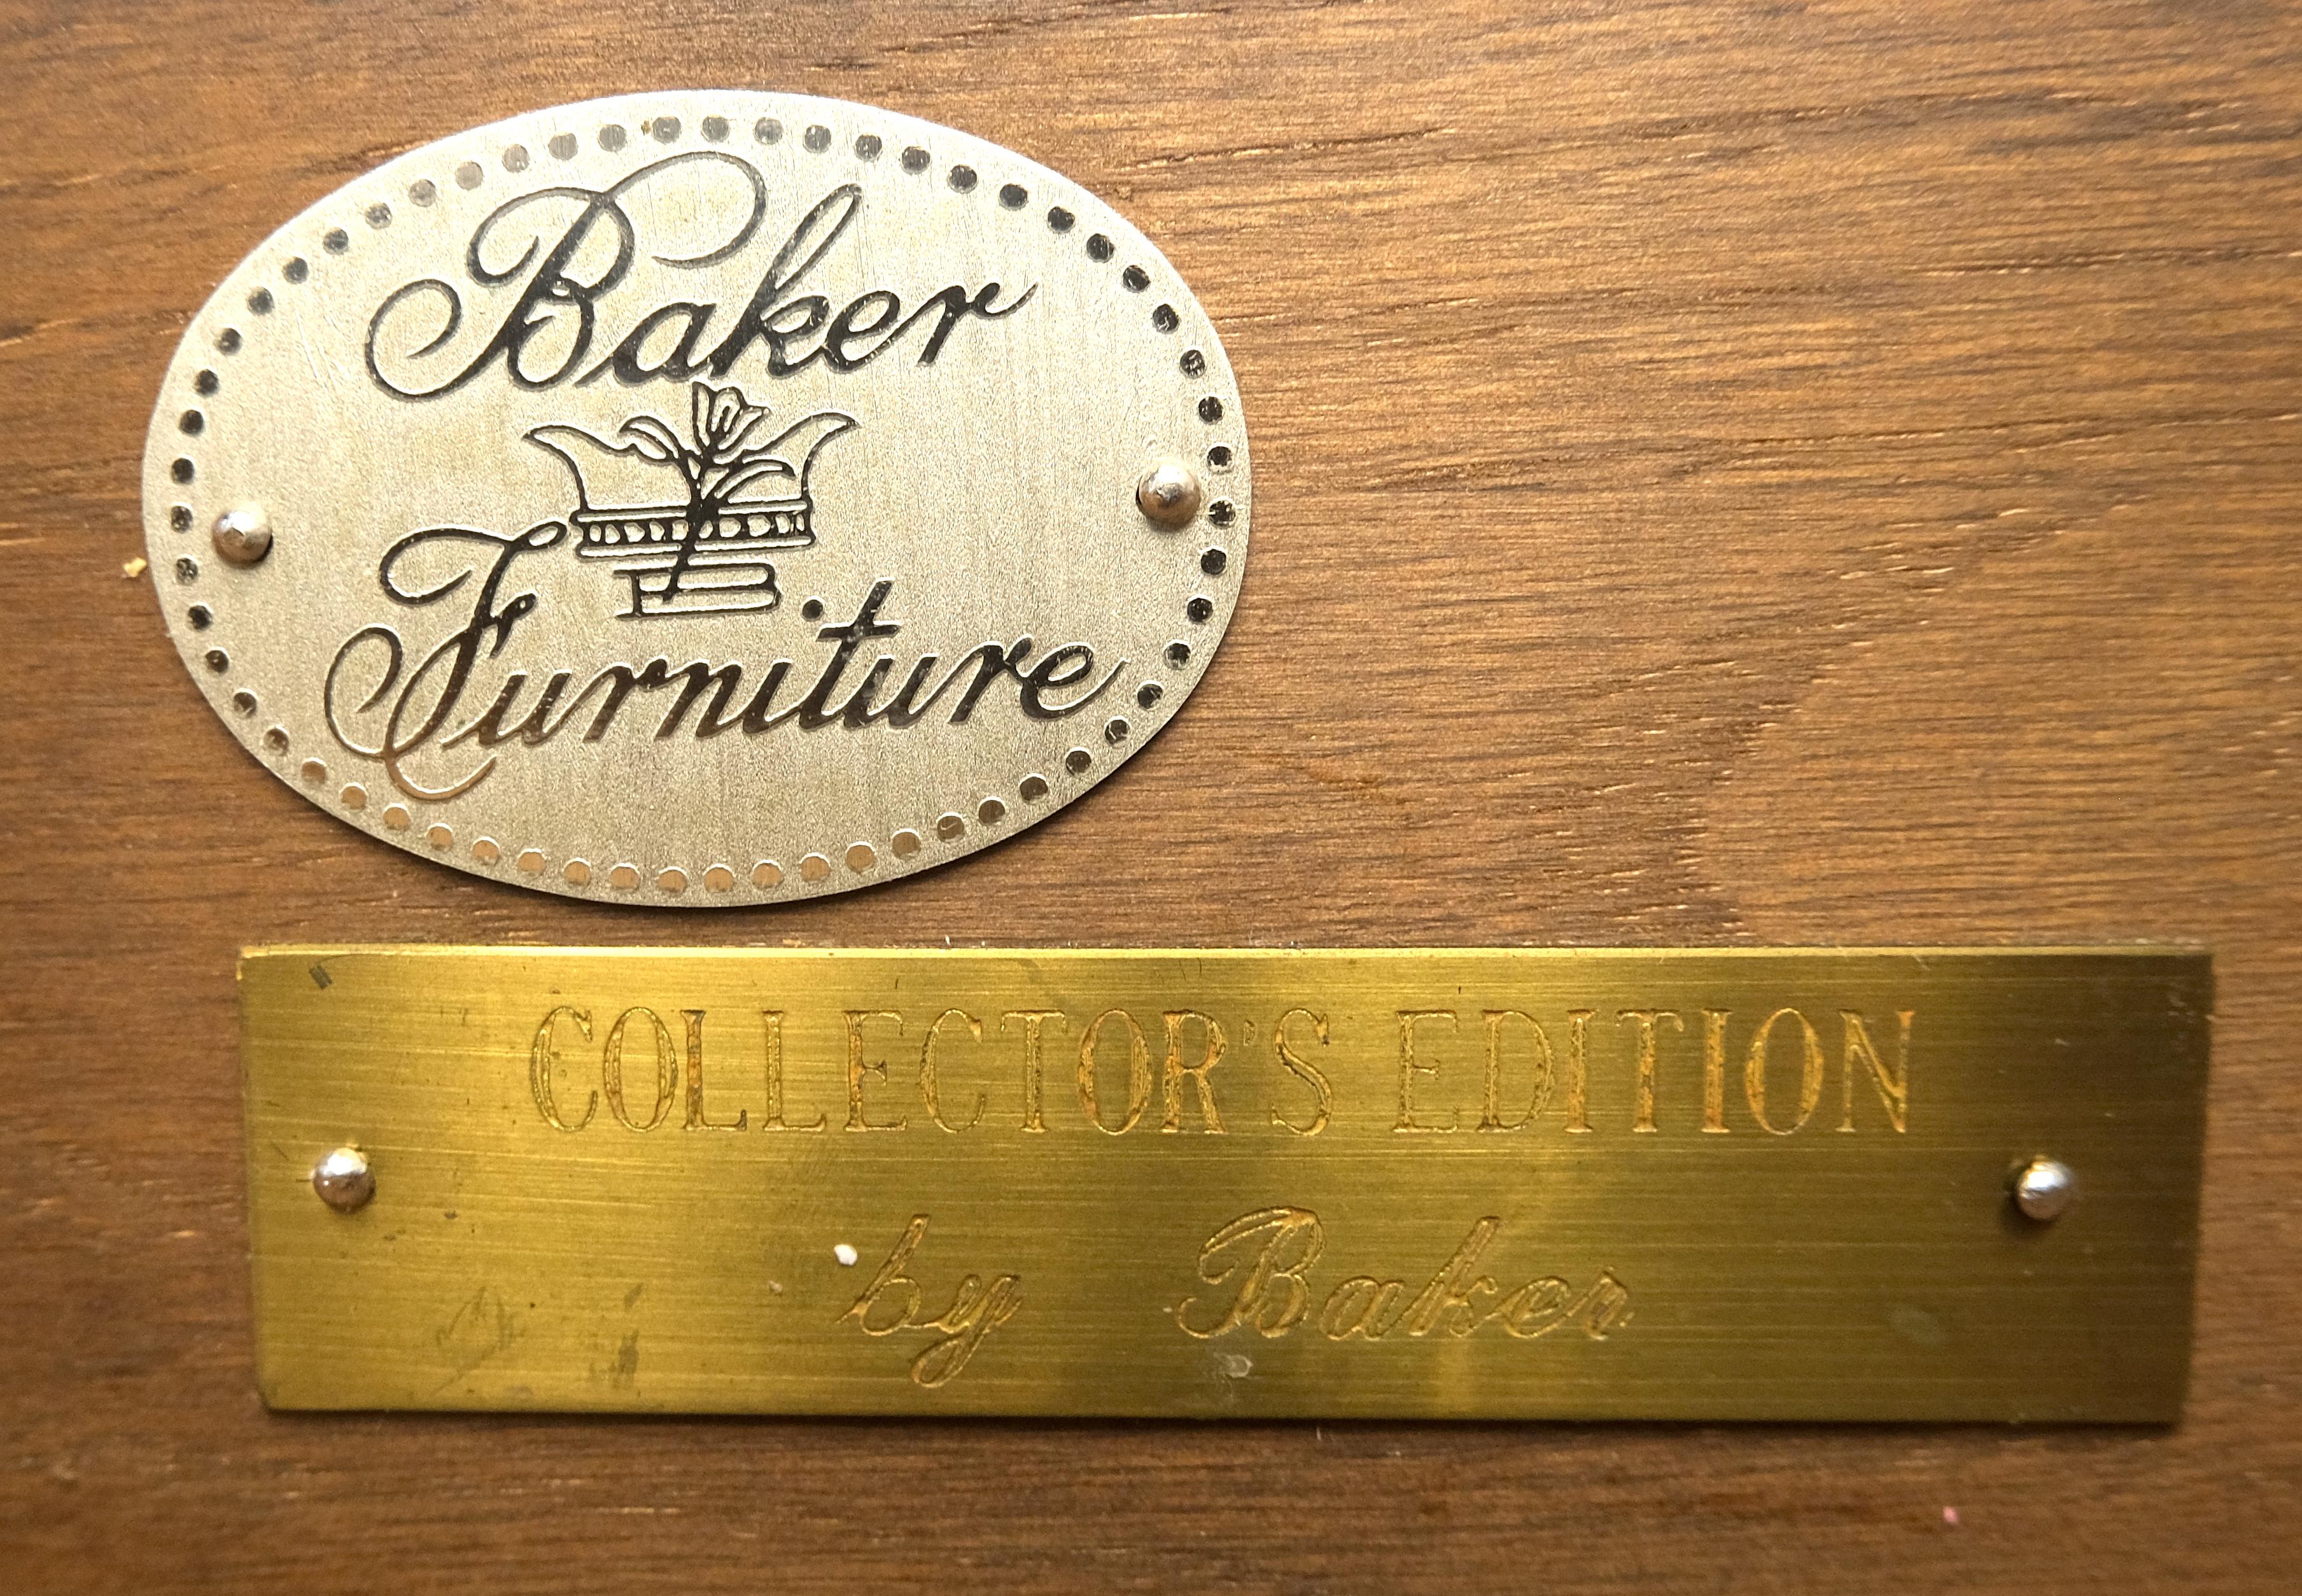 Baker
Furniture
COLLECTOR'S EDITION
by Baker